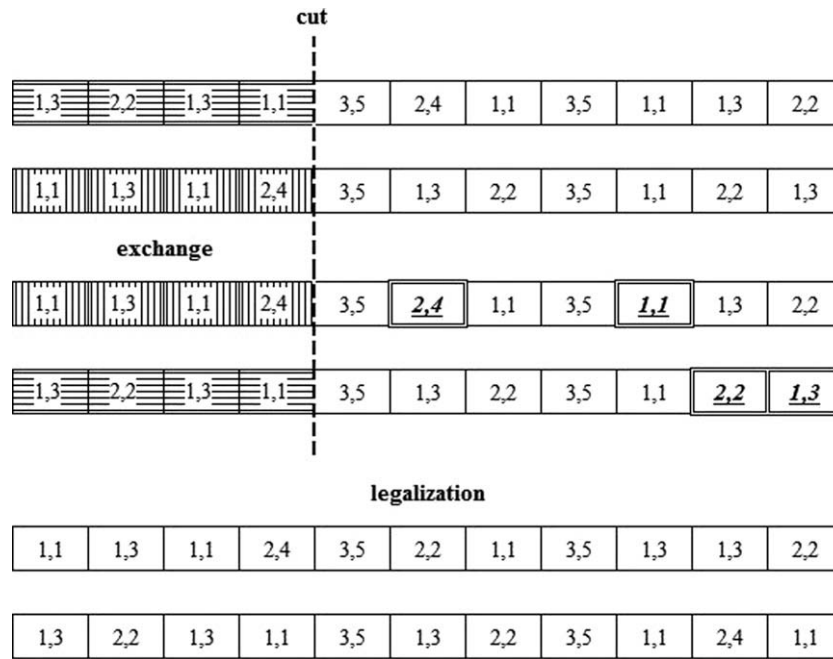 cut
1,3 2,2 1,3 1,1 3,5 2,4 1,1 3,5 1,1 1,3 2,2
1,1 1,3 1,1 2,4 3,5 1,3 2,2 3,5 1,1 2,2 1,3
exchange
1,1 1,3 1,1 2,4 3,5 2,4 1,1 3,5 1,1 1,3 2,2
1,3 2,2 1,3 1,1 3,5 1,3 2,2 3,5 1,1 2,2 1,3
legalization
1,1 1,3 1,1 2,4 3,5 2,2 1,1 3,5 1,3 1,3 2,2
1,3 2,2 1,3 1,1 3,5 1,3 2,2 3,5 1,1 2,4 1,1